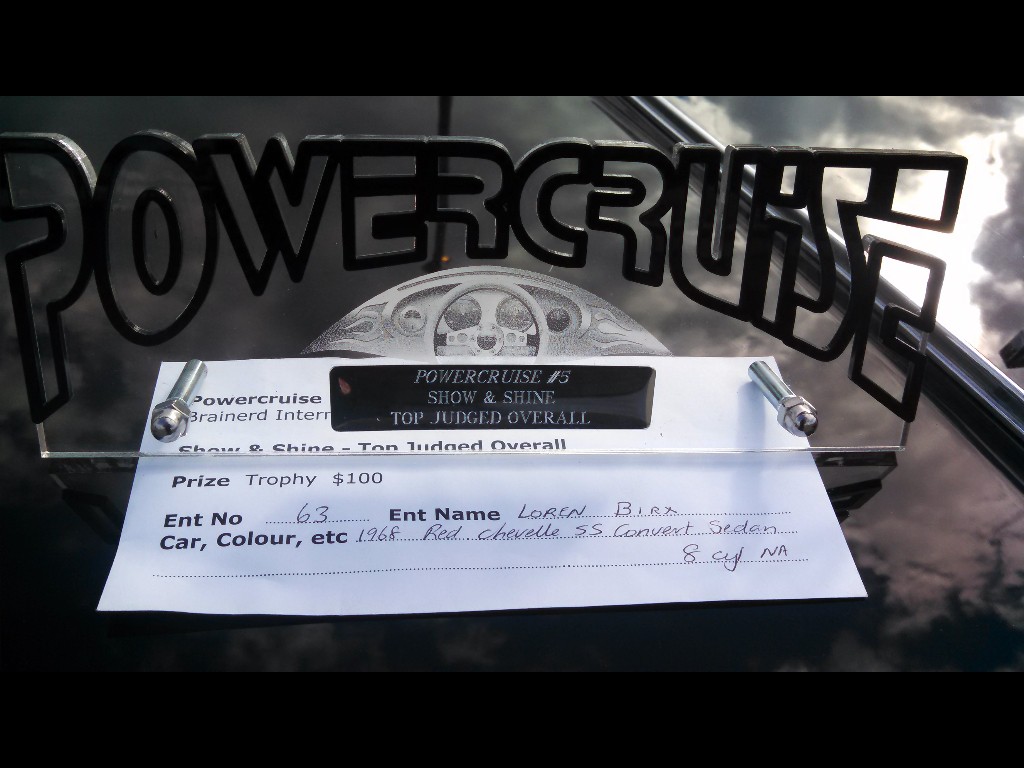 POWERCRUISE
POWERCRUISE #5
SHOW & SHINE
TOP JUDGED OVERALL
Powercruise
Brainerd Intern
Show & Shine - Top Judged Overall
Prize Trophy $100
Ent No 63 Ent Name LOREN BIRX
Car, Colour, etc 1968 Red Chevelle SS Convert Sedan
8 cyl NA